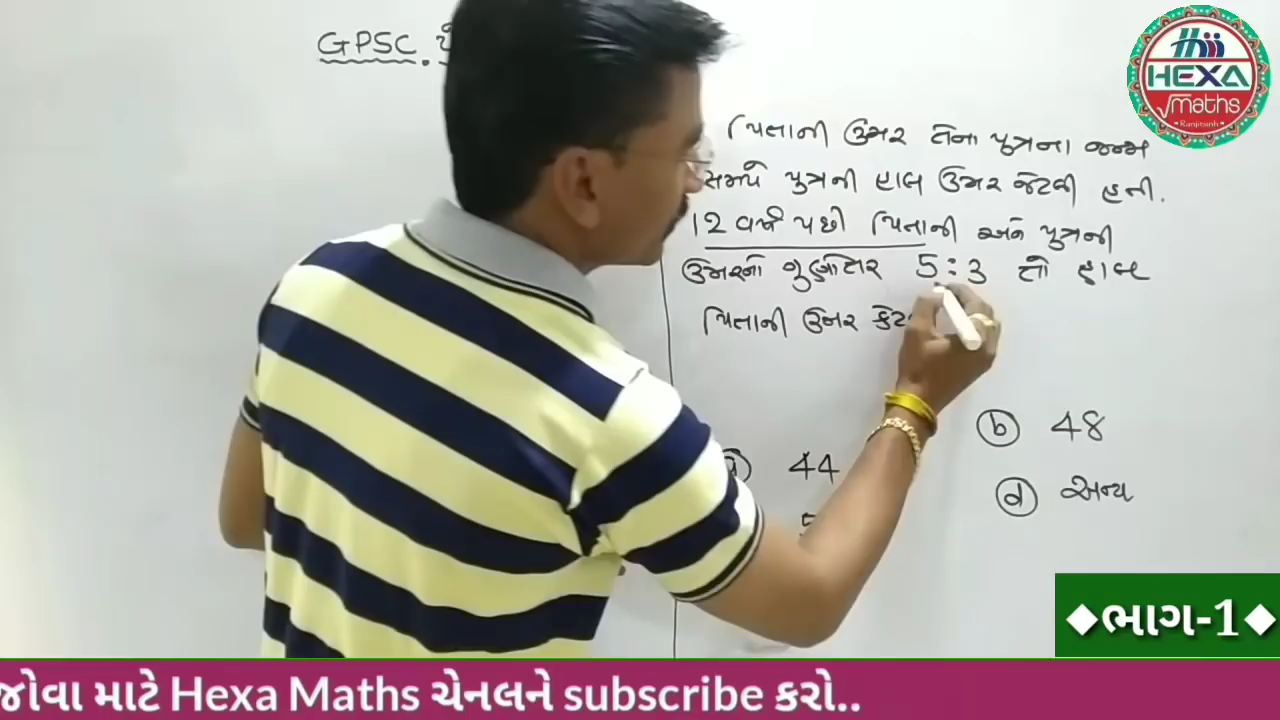 GPSC
HEXA
√maths
Ranjitsinh
પિતાની ઉંમર તેના પુત્રના જન્મ
સમયે પુત્રની હાલ ઉંમર જેટલી હતી.
12 વર્ષ પછી પિતાની અને પુત્રની
ઉંમરનો ગુણોત્તર 5:3 તો હાલ
પિતાની ઉંમર
b 48
a 44
d અન્ય
◆ભાગ-1◆
જોવા માટે Hexa Maths ચેનલને subscribe કરો..